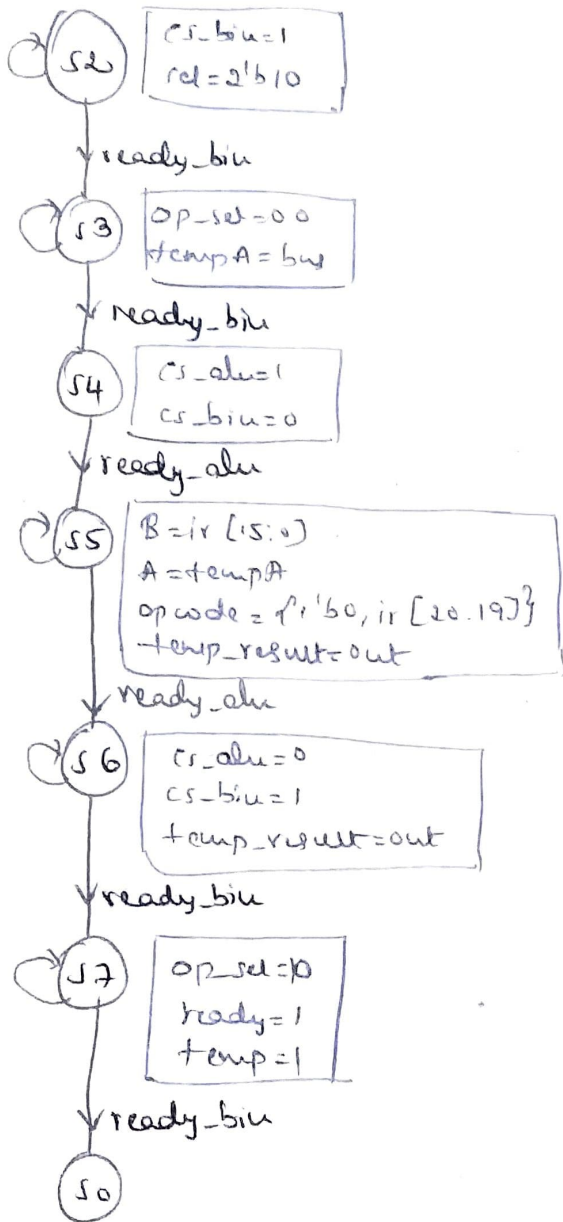 S2
cs_biu=1
sel=2'b10
ready_biu
S3
op_sel=00
tempA=bus
ready_biu
S4
cs_alu=1
cs_biu=0
ready_alu
S5
B=ir[15:0]
A=tempA
opcode={1'b0, ir[20:19]}
temp_result=out
ready_alu
S6
cs_alu=0
cs_biu=1
temp_result=out
ready_biu
S7
op_sel=10
ready=1
temp=1
ready_biu
S0